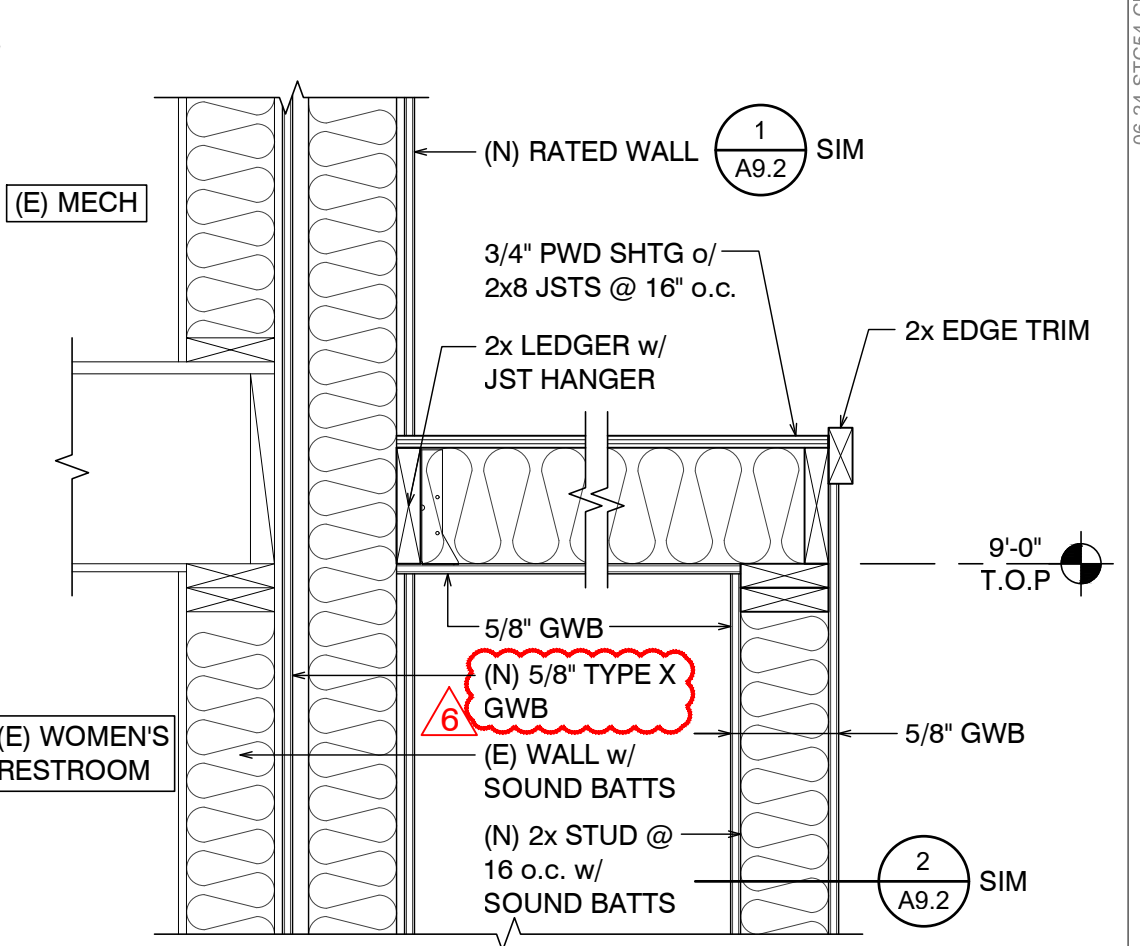 (N) RATED WALL
1
A9.2
SIM
(E) MECH
3/4" PWD SHTG o/
2x8 JSTS @ 16" o.c.
2x EDGE TRIM
2x LEDGER w/
JST HANGER
9'-0"
T.O.P
5/8" GWB
(N) 5/8" TYPE X
GWB
6
(E) WOMEN'S
RESTROOM
5/8" GWB
(E) WALL w/
SOUND BATTS
(N) 2x STUD @
16 o.c. w/
SOUND BATTS
2
A9.2
SIM